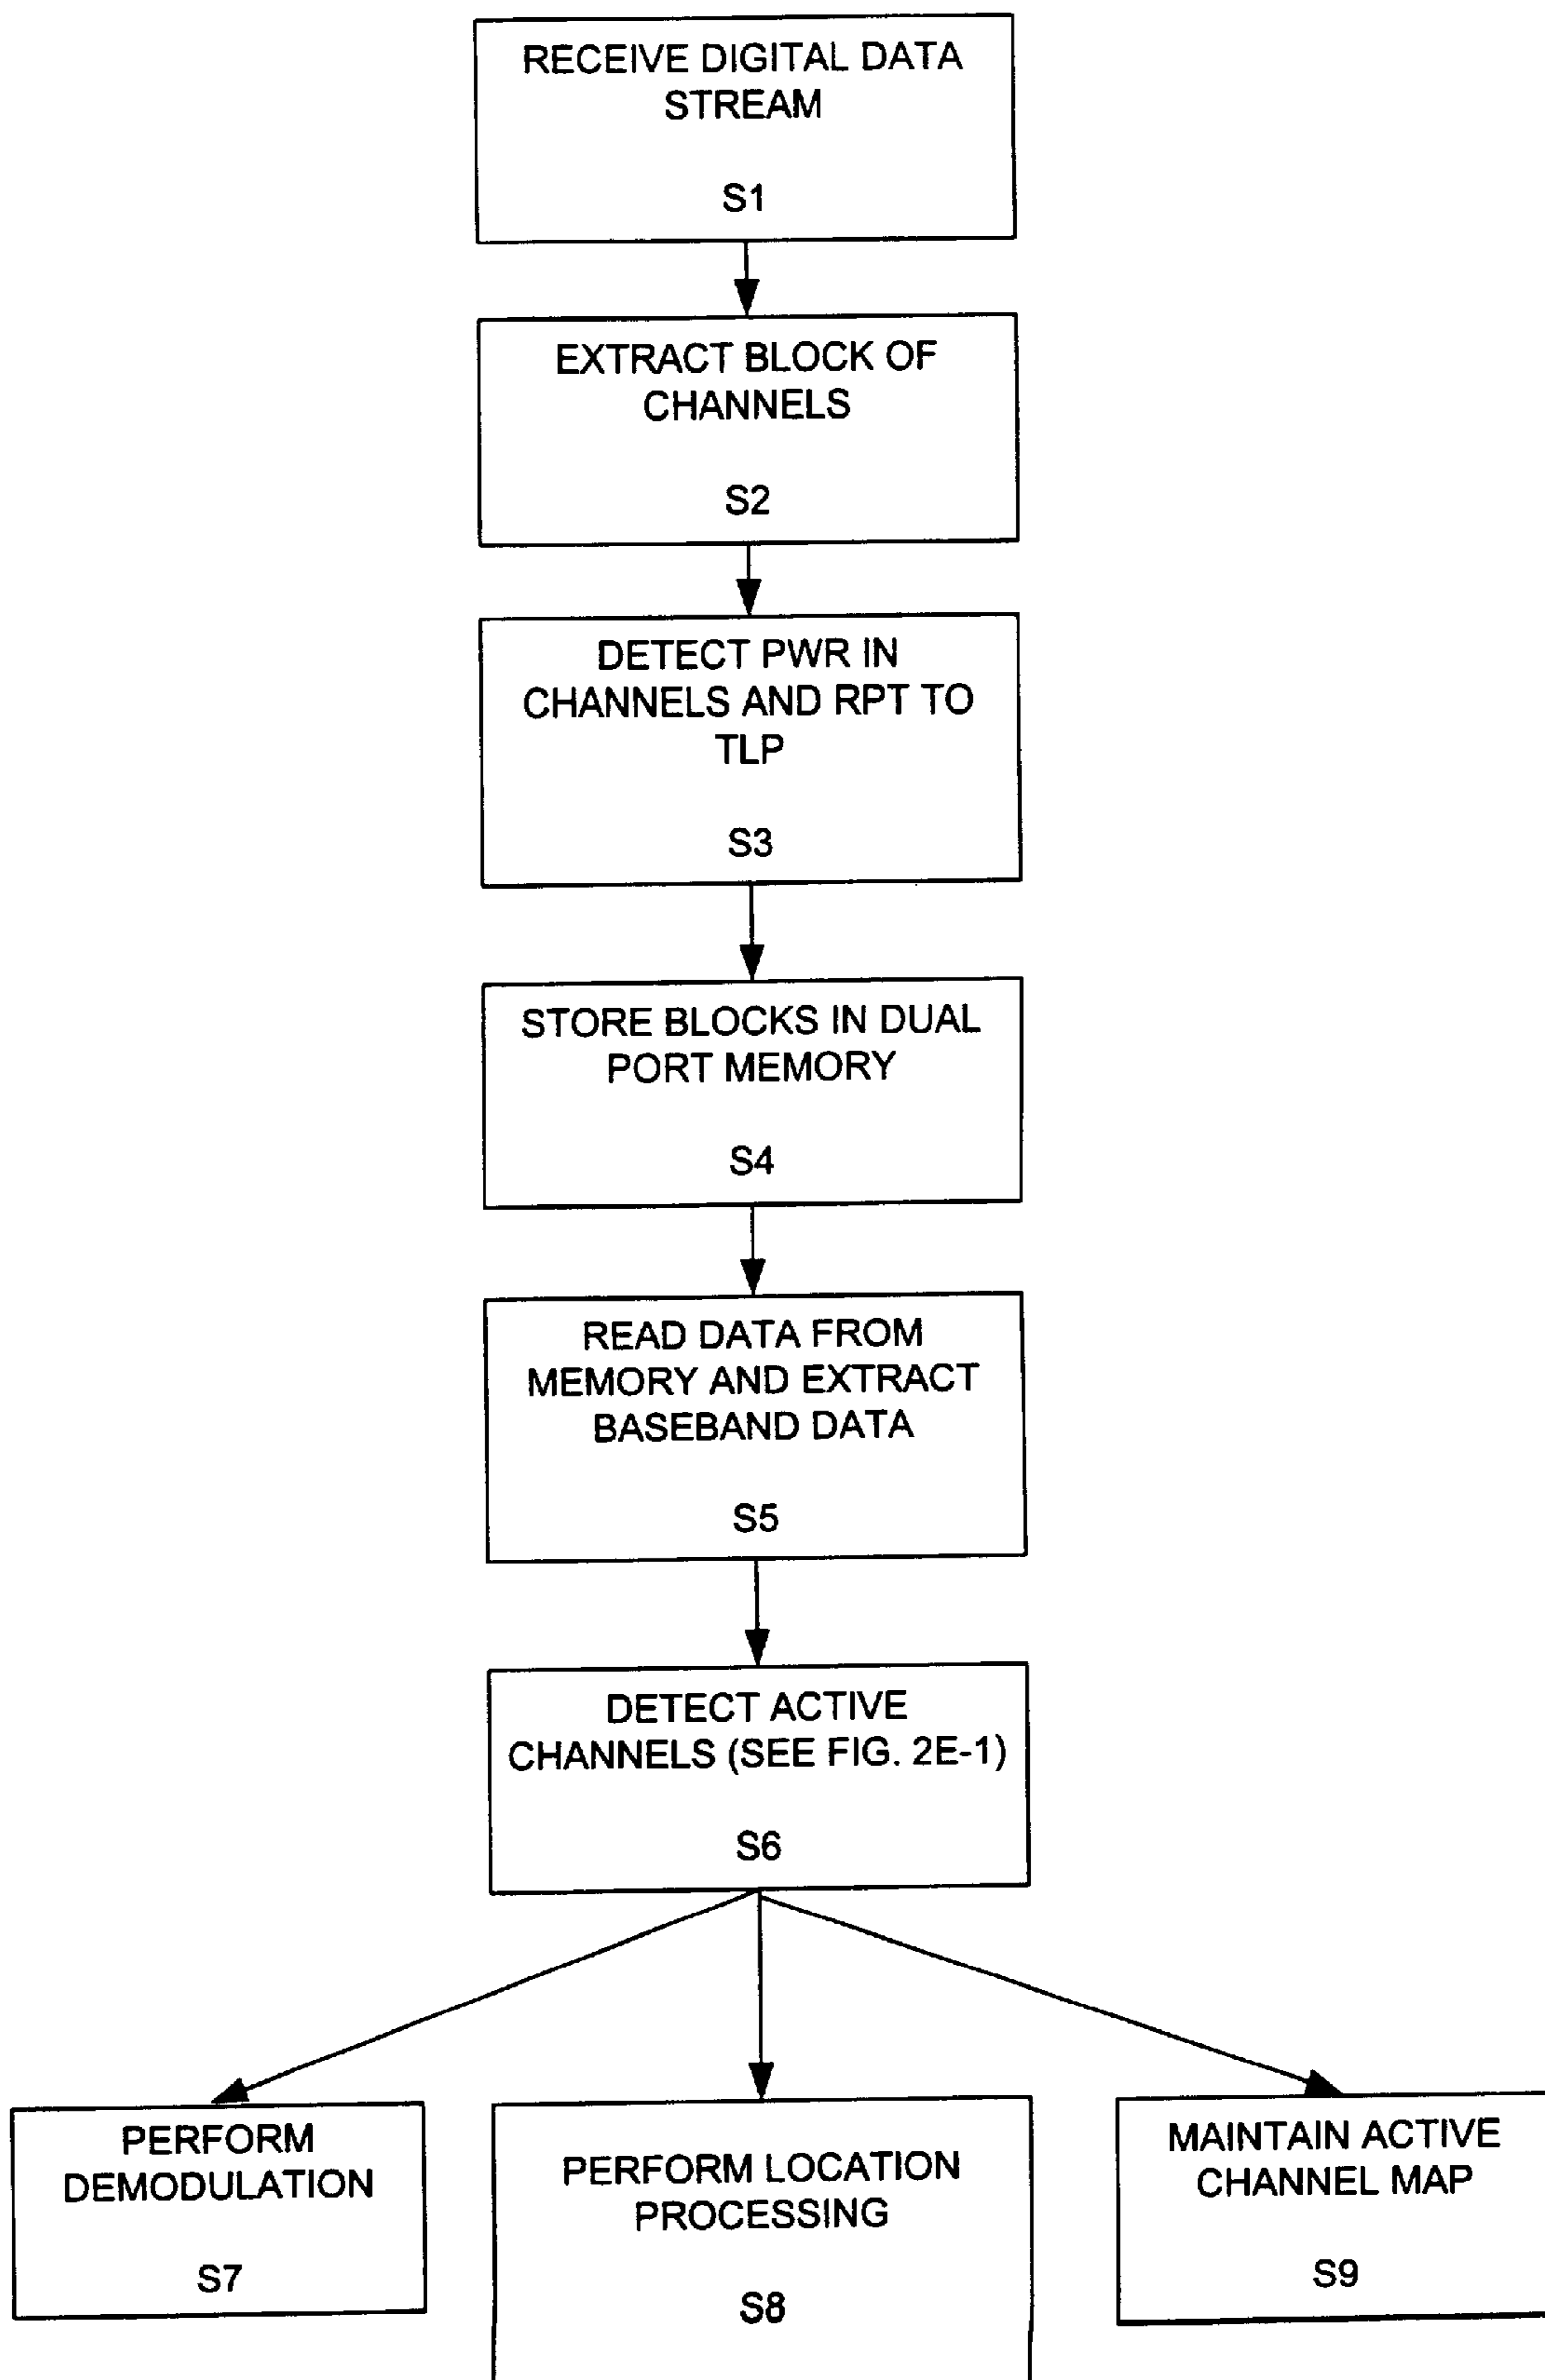 RECEIVE DIGITAL DATA
STREAM
S1
EXTRACT BLOCK OF
CHANNELS
S2
DETECT PWR IN
CHANNELS AND RPT TO
TLP
S3
STORE BLOCKS IN DUAL
PORT MEMORY
S4
READ DATA FROM
MEMORY AND EXTRACT
BASEBAND DATA
S5
DETECT ACTIVE
CHANNELS (SEE FIG. 2E-1)
S6
PERFORM
DEMODULATION
S7
PERFORM LOCATION
PROCESSING
S8
MAINTAIN ACTIVE
CHANNEL MAP
S9